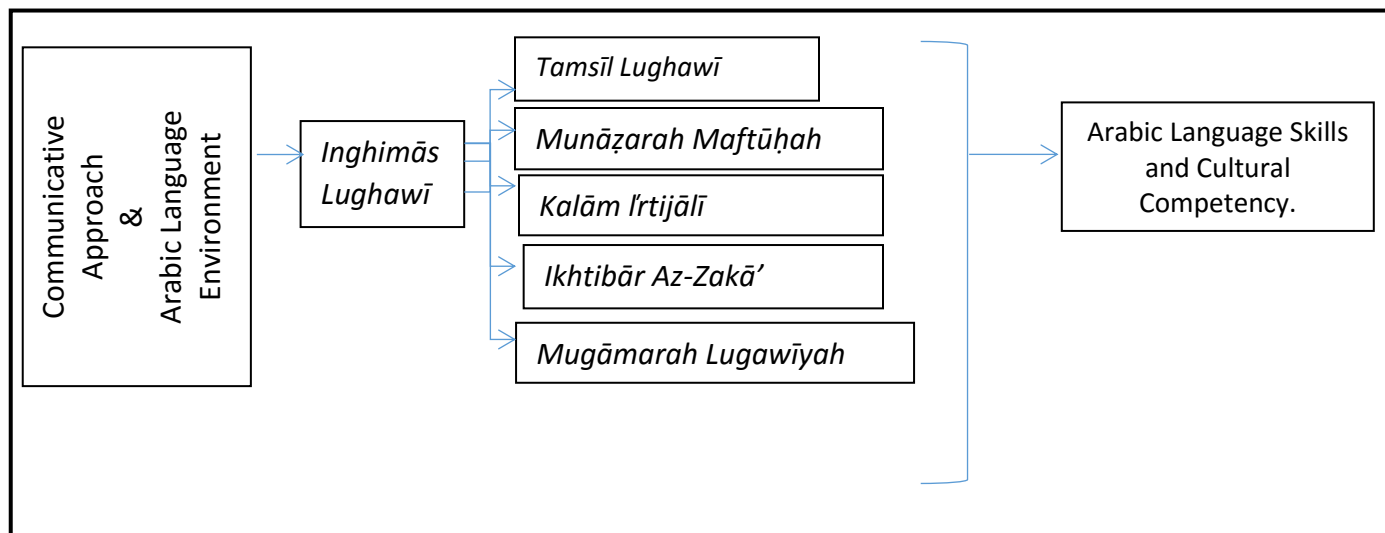 Communicative
Approach
&
Arabic Language
Environment
Inghimās
Lughawī
Tamsīl Lughawī
Munāẓarah Maftūḥah
Kalām I’rtijālī
Ikhtibār Az-Zakā’
Mugāmarah Lugawīyah
Arabic Language Skills
and Cultural
Competency.